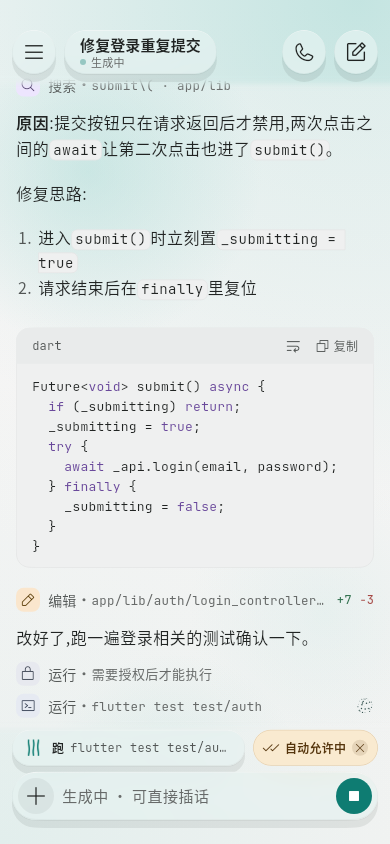 修复登录重复提交
生成中
搜索 · submit\( · app/lib
原因:提交按钮只在请求返回后才禁用,两次点击之
间的 await 让第二次点击也进了 submit()。
修复思路:
1. 进入 submit() 时立刻置 _submitting =
true
2. 请求结束后在 finally 里复位
dart
复制
Future<void> submit() async {
  if (_submitting) return;
  _submitting = true;
  try {
    await _api.login(email, password);
  } finally {
    _submitting = false;
  }
}
编辑 · app/lib/auth/login_controller… +7 -3
改好了,跑一遍登录相关的测试确认一下。
运行 · 需要授权后才能执行
运行 · flutter test test/auth
跑 flutter test test/au…
自动允许中
生成中 · 可直接插话